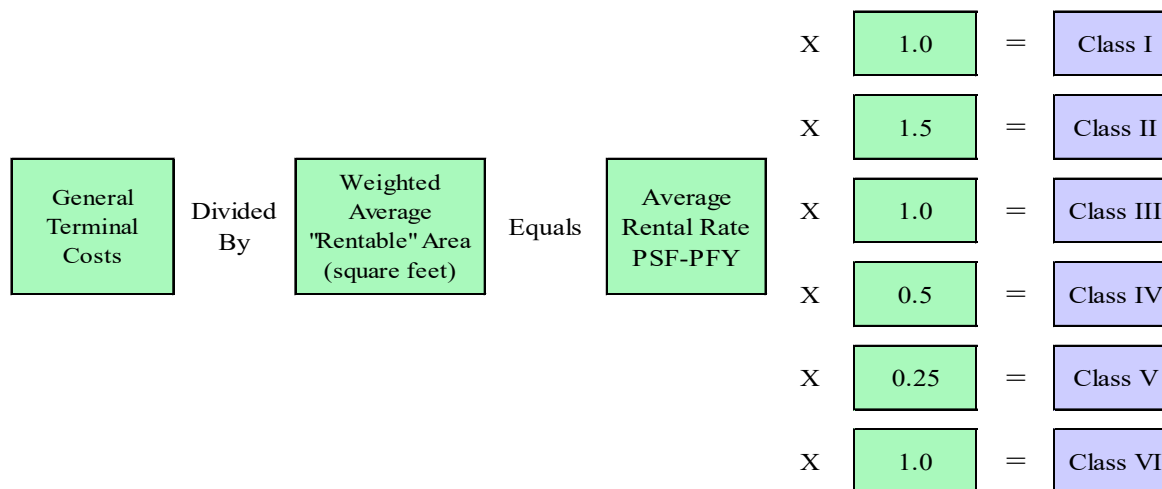 X 1.0 = Class I
X 1.5 = Class II
General
Terminal
Costs
Divided
By
Weighted
Average
"Rentable" Area
(square feet)
Equals
Average
Rental Rate
PSF-PFY
X 1.0 = Class III
X 0.5 = Class IV
X 0.25 = Class V
X 1.0 = Class VI